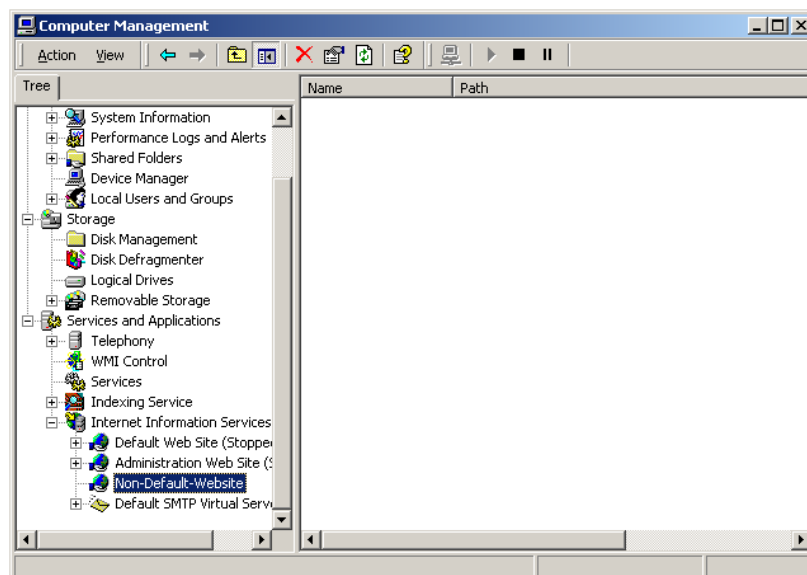 Computer Management
Action View
Tree
Name Path
System Information
Performance Logs and Alerts
Shared Folders
Device Manager
Local Users and Groups
Storage
Disk Management
Disk Defragmenter
Logical Drives
Removable Storage
Services and Applications
Telephony
WMI Control
Services
Indexing Service
Internet Information Services
Default Web Site (Stoppe
Administration Web Site (S
Non-Default-Website
Default SMTP Virtual Serv